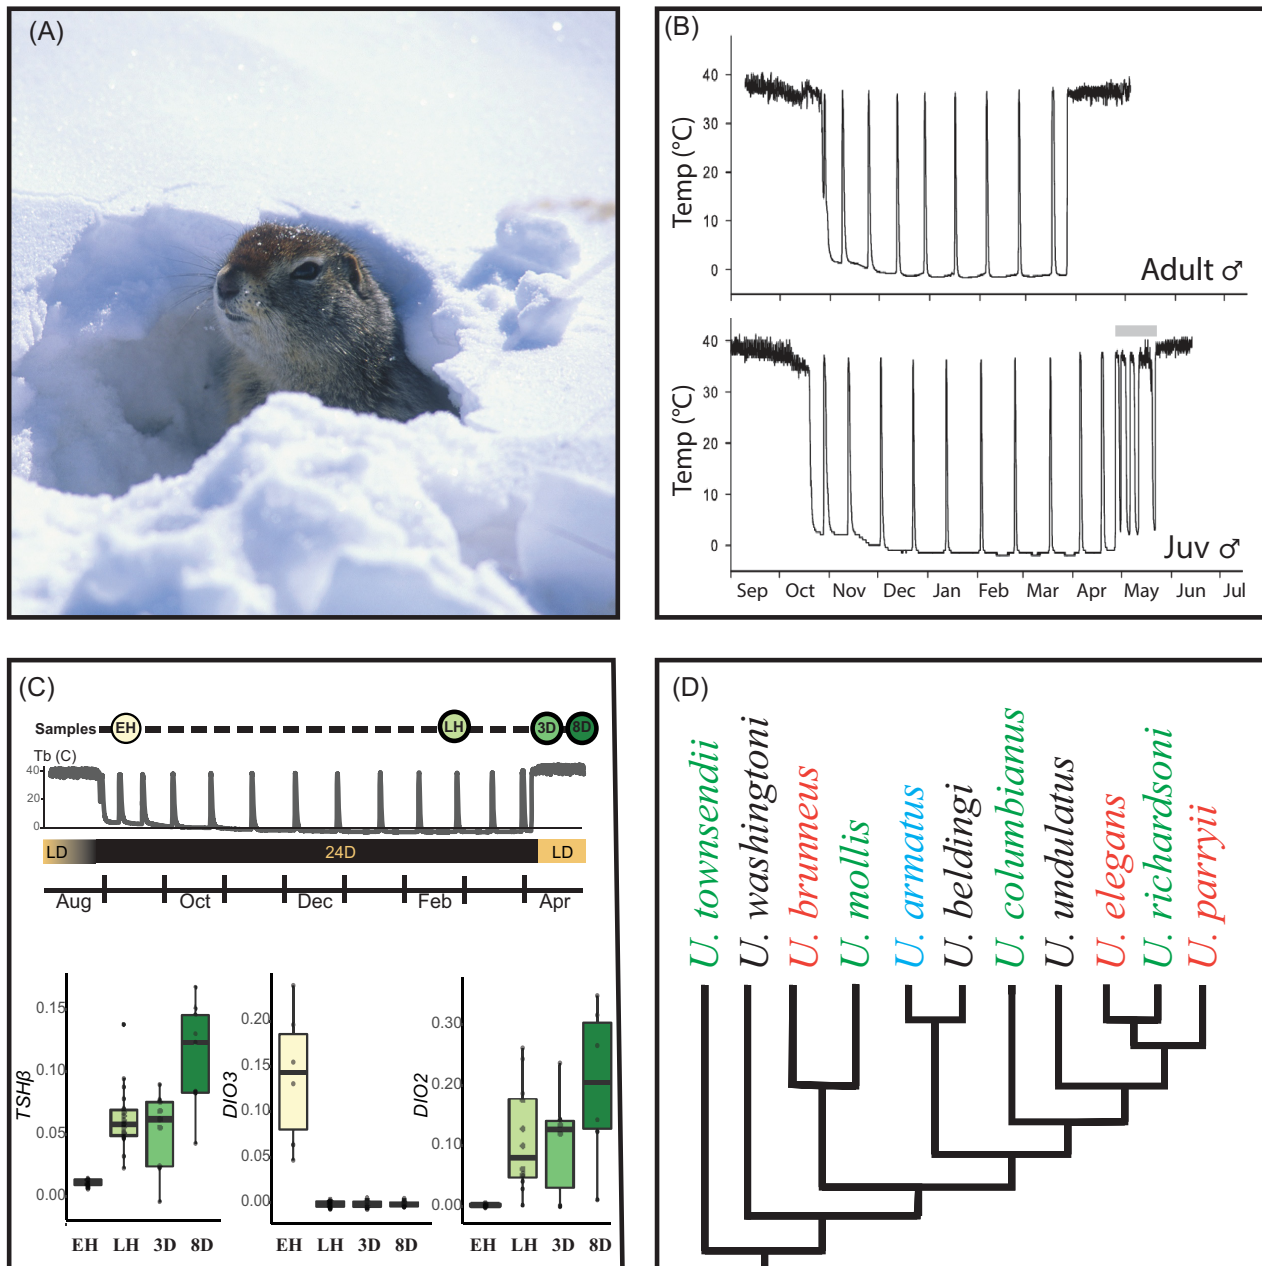 (A)
(B)
40
30
20
10
0
Temp (°C)
Adult ♂
40
30
20
10
0
Temp (°C)
Juv ♂
Sep Oct Nov Dec Jan Feb Mar Apr May Jun Jul
(C)
Samples EH LH 3D 8D
Tb (C)
40
20
0
LD 24D LD
Aug Oct Dec Feb Apr
TSHβ
0.15
0.10
0.05
0.00
EH LH 3D 8D
DIO3
0.20
0.15
0.10
0.05
0.00
EH LH 3D 8D
DIO2
0.30
0.20
0.10
0.00
EH LH 3D 8D
(D)
U. townsendii
U. washingtoni
U. brunneus
U. mollis
U. armatus
U. beldingi
U. columbianus
U. undulatus
U. elegans
U. richardsoni
U. parryii